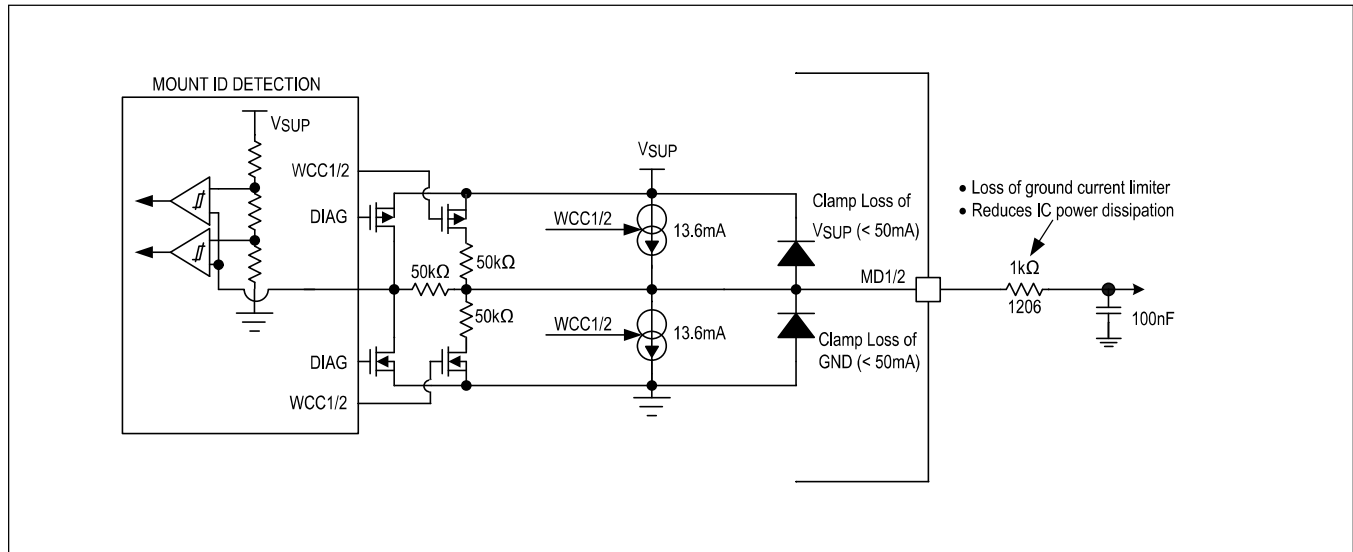 MOUNT ID DETECTION
VSUP
WCC1/2
DIAG
50kΩ
50kΩ
50kΩ
DIAG
WCC1/2
VSUP
WCC1/2
13.6mA
WCC1/2
13.6mA
Clamp Loss of
VSUP (< 50mA)
MD1/2
Clamp Loss of
GND (< 50mA)
• Loss of ground current limiter
• Reduces IC power dissipation
1kΩ
1206
100nF